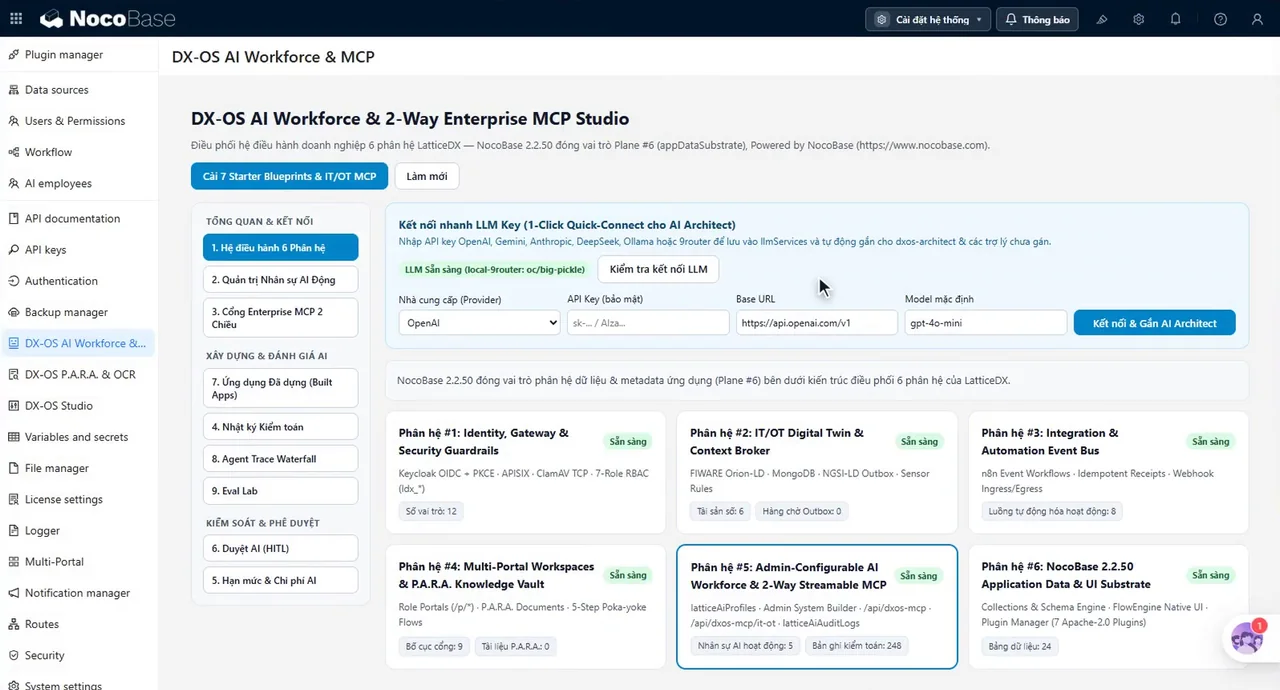 NocoBase
Cài đặt hệ thống
Thông báo
Plugin manager
Data sources
Users & Permissions
Workflow
AI employees
API documentation
API keys
Authentication
Backup manager
DX-OS AI Workforce &...
DX-OS P.A.R.A. & OCR
DX-OS Studio
Variables and secrets
File manager
License settings
Logger
Multi-Portal
Notification manager
Routes
Security
System settings
DX-OS AI Workforce & MCP
DX-OS AI Workforce & 2-Way Enterprise MCP Studio
Điều phối hệ điều hành doanh nghiệp 6 phân hệ LatticeDX — NocoBase 2.2.50 đóng vai trò Plane #6 (appDataSubstrate), Powered by NocoBase (https://www.nocobase.com).
Cài 7 Starter Blueprints & IT/OT MCP
Làm mới
TỔNG QUAN & KẾT NỐI
1. Hệ điều hành 6 Phân hệ
2. Quản trị Nhân sự AI Động
3. Cổng Enterprise MCP 2
Chiều
XÂY DỰNG & ĐÁNH GIÁ AI
7. Ứng dụng Đã dựng (Built
Apps)
4. Nhật ký Kiểm toán
8. Agent Trace Waterfall
9. Eval Lab
KIỂM SOÁT & PHÊ DUYỆT
6. Duyệt AI (HITL)
5. Hạn mức & Chi phí AI
Kết nối nhanh LLM Key (1-Click Quick-Connect cho AI Architect)
Nhập API key OpenAI, Gemini, Anthropic, DeepSeek, Ollama hoặc 9router để lưu vào llmServices và tự động gắn cho dxos-architect & các trợ lý chưa gán.
LLM Sẵn sàng (local-9router: oc/big-pickle)
Kiểm tra kết nối LLM
Nhà cung cấp (Provider)
API Key (bảo mật)
Base URL
Model mặc định
OpenAI
sk-... / AIza...
https://api.openai.com/v1
gpt-4o-mini
Kết nối & Gắn AI Architect
NocoBase 2.2.50 đóng vai trò phân hệ dữ liệu & metadata ứng dụng (Plane #6) bên dưới kiến trúc điều phối 6 phân hệ của LatticeDX.
Phân hệ #1: Identity, Gateway &
Security Guardrails
Sẵn sàng
Keycloak OIDC + PKCE · APISIX · ClamAV TCP · 7-Role RBAC
(ldx_*)
Số vai trò: 12
Phân hệ #2: IT/OT Digital Twin &
Context Broker
Sẵn sàng
FIWARE Orion-LD · MongoDB · NGSI-LD Outbox · Sensor
Rules
Tài sản số: 6
Hàng chờ Outbox: 0
Phân hệ #3: Integration &
Automation Event Bus
Sẵn sàng
n8n Event Workflows · Idempotent Receipts · Webhook
Ingress/Egress
Luồng tự động hóa hoạt động: 8
Phân hệ #4: Multi-Portal Workspaces
& P.A.R.A. Knowledge Vault
Sẵn sàng
Role Portals (/p/*) · P.A.R.A. Documents · 5-Step Poka-yoke
Flows
Bố cục cổng: 9
Tài liệu P.A.R.A.: 0
Phân hệ #5: Admin-Configurable AI
Workforce & 2-Way Streamable MCP
Sẵn sàng
latticeAiProfiles · Admin System Builder · /api/dxos-mcp ·
/api/dxos-mcp/it-ot · latticeAiAuditLogs
Nhân sự AI hoạt động: 5
Bản ghi kiểm toán: 248
Phân hệ #6: NocoBase 2.2.50
Application Data & UI Substrate
Sẵn sàng
Collections & Schema Engine · FlowEngine Native UI ·
Plugin Manager (7 Apache-2.0 Plugins)
Bảng dữ liệu: 24
1